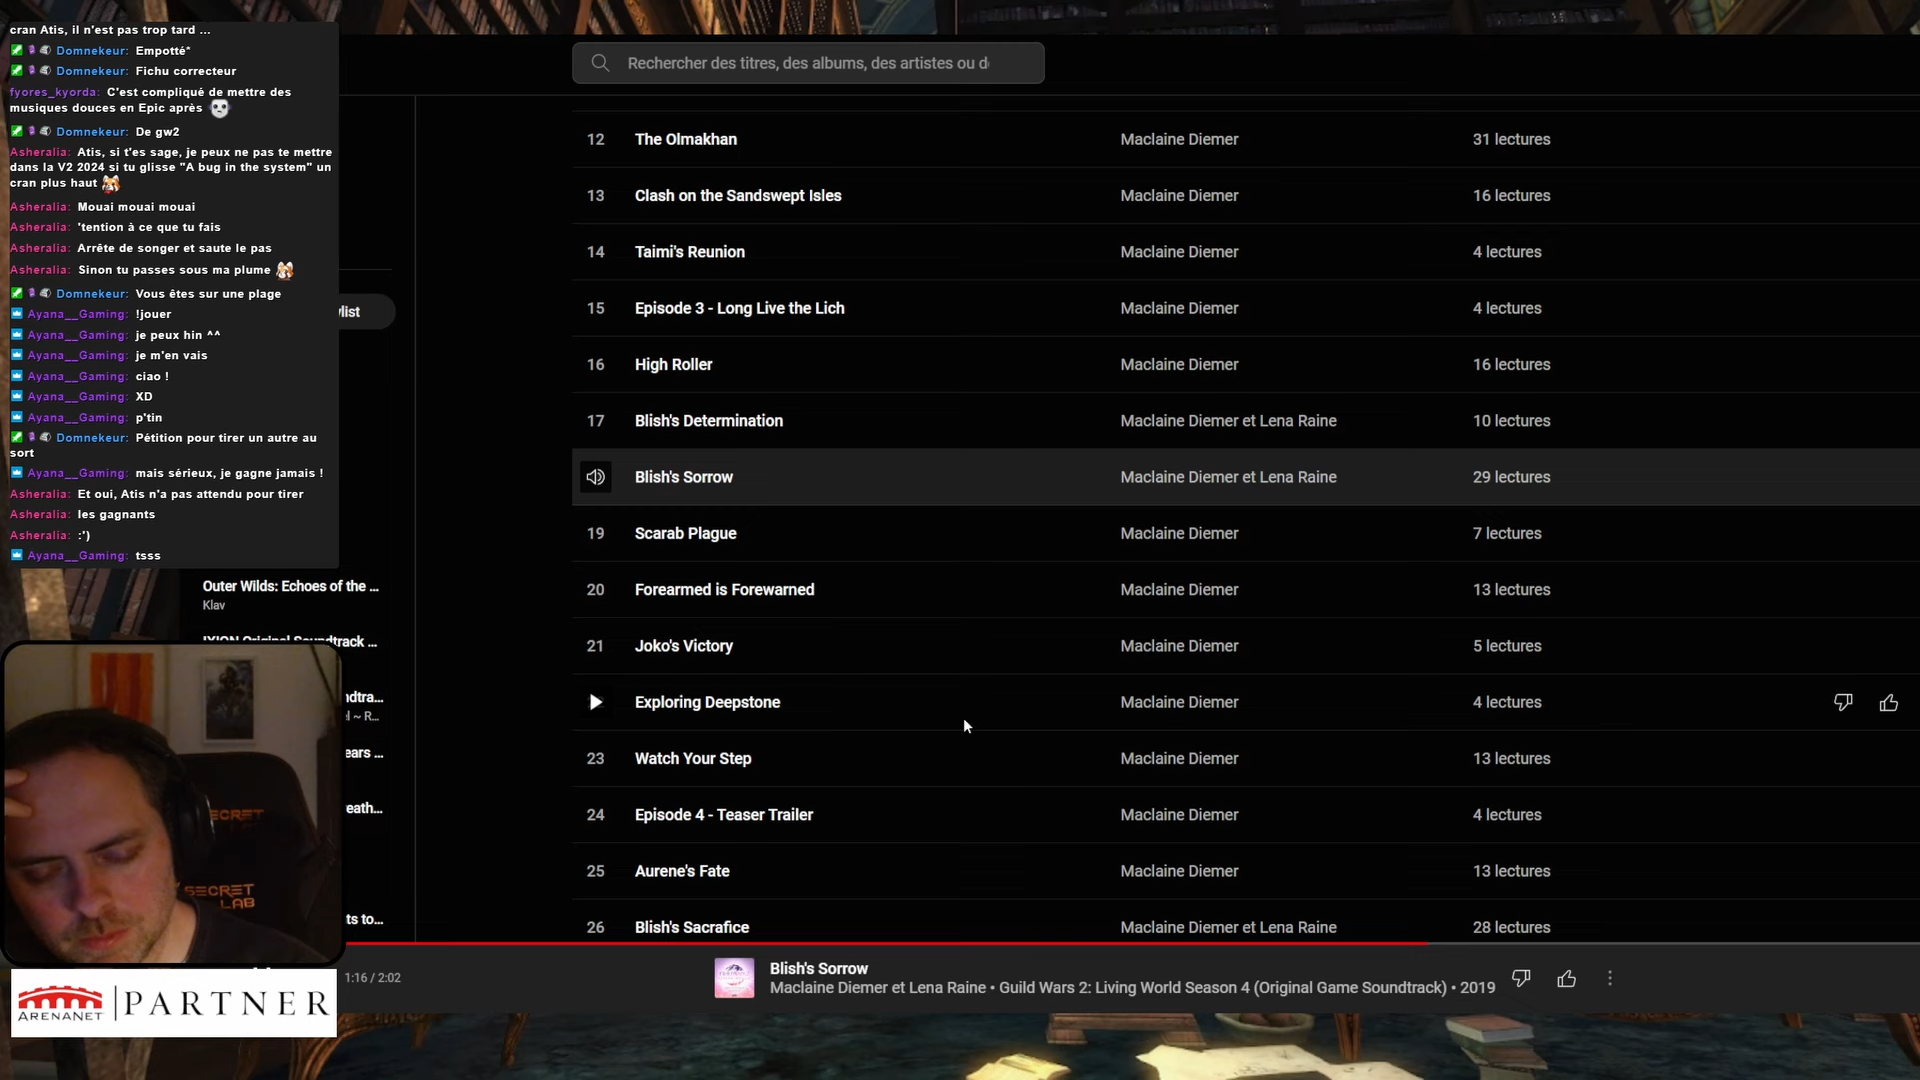 cran Atis, il n'est pas trop tard ...
Domnekeur: Empotté*
Domnekeur: Fichu correcteur
fyores_kyorda: C'est compliqué de mettre des
musiques douces en Epic après
Domnekeur: De gw2
Asheralia: Atis, si t'es sage, je peux ne pas te mettre
dans la V2 2024 si tu glisse "A bug in the system" un
cran plus haut
Asheralia: Mouai mouai mouai
Asheralia: 'tention à ce que tu fais
Asheralia: Arrête de songer et saute le pas
Asheralia: Sinon tu passes sous ma plume
Domnekeur: Vous êtes sur une plage
Ayana__Gaming: !jouer
Ayana__Gaming: je peux hin ^^
Ayana__Gaming: je m'en vais
Ayana__Gaming: ciao !
Ayana__Gaming: XD
Ayana__Gaming: p'tin
Domnekeur: Pétition pour tirer un autre au
sort
Ayana__Gaming: mais sérieux, je gagne jamais !
Asheralia: Et oui, Atis n'a pas attendu pour tirer
Asheralia: les gagnants
Asheralia: :')
Ayana__Gaming: tsss
ylist
Outer Wilds: Echoes of the ...
Klav
IXION Original Soundtrack ...
ndtra...
l ~ R...
ears ...
eath...
ts to...
Rechercher des titres, des albums, des artistes ou d
12 The Olmakhan Maclaine Diemer 31 lectures
13 Clash on the Sandswept Isles Maclaine Diemer 16 lectures
14 Taimi's Reunion Maclaine Diemer 4 lectures
15 Episode 3 - Long Live the Lich Maclaine Diemer 4 lectures
16 High Roller Maclaine Diemer 16 lectures
17 Blish's Determination Maclaine Diemer et Lena Raine 10 lectures
Blish's Sorrow Maclaine Diemer et Lena Raine 29 lectures
19 Scarab Plague Maclaine Diemer 7 lectures
20 Forearmed is Forewarned Maclaine Diemer 13 lectures
21 Joko's Victory Maclaine Diemer 5 lectures
Exploring Deepstone Maclaine Diemer 4 lectures
23 Watch Your Step Maclaine Diemer 13 lectures
24 Episode 4 - Teaser Trailer Maclaine Diemer 4 lectures
25 Aurene's Fate Maclaine Diemer 13 lectures
26 Blish's Sacrafice Maclaine Diemer et Lena Raine 28 lectures
SECRET
SECRET
LAB
ARENANET | PARTNER
1:16 / 2:02
Blish's Sorrow
Maclaine Diemer et Lena Raine • Guild Wars 2: Living World Season 4 (Original Game Soundtrack) • 2019